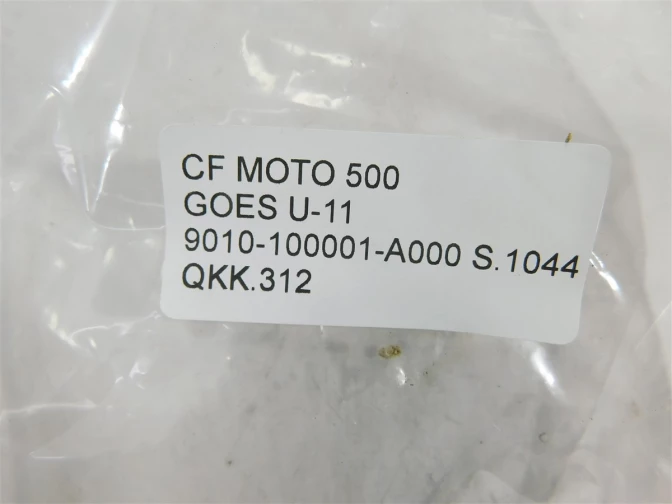 CF MOTO 500
GOES U-11
9010-100001-A000 S.1044
QKK.312